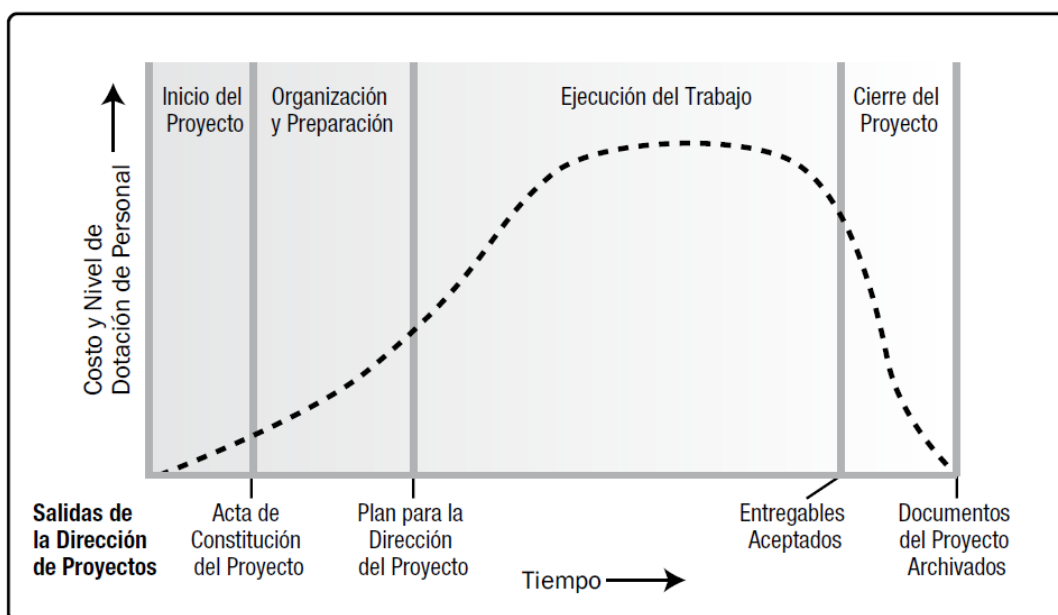 Inicio del
Proyecto
Organización
y Preparación
Ejecución del Trabajo
Cierre del
Proyecto
Costo y Nivel de
Dotación de Personal
Salidas de
la Dirección
de Proyectos
Acta de
Constitución
del Proyecto
Plan para la
Dirección
del Proyecto
Entregables
Aceptados
Documentos
del Proyecto
Archivados
Tiempo